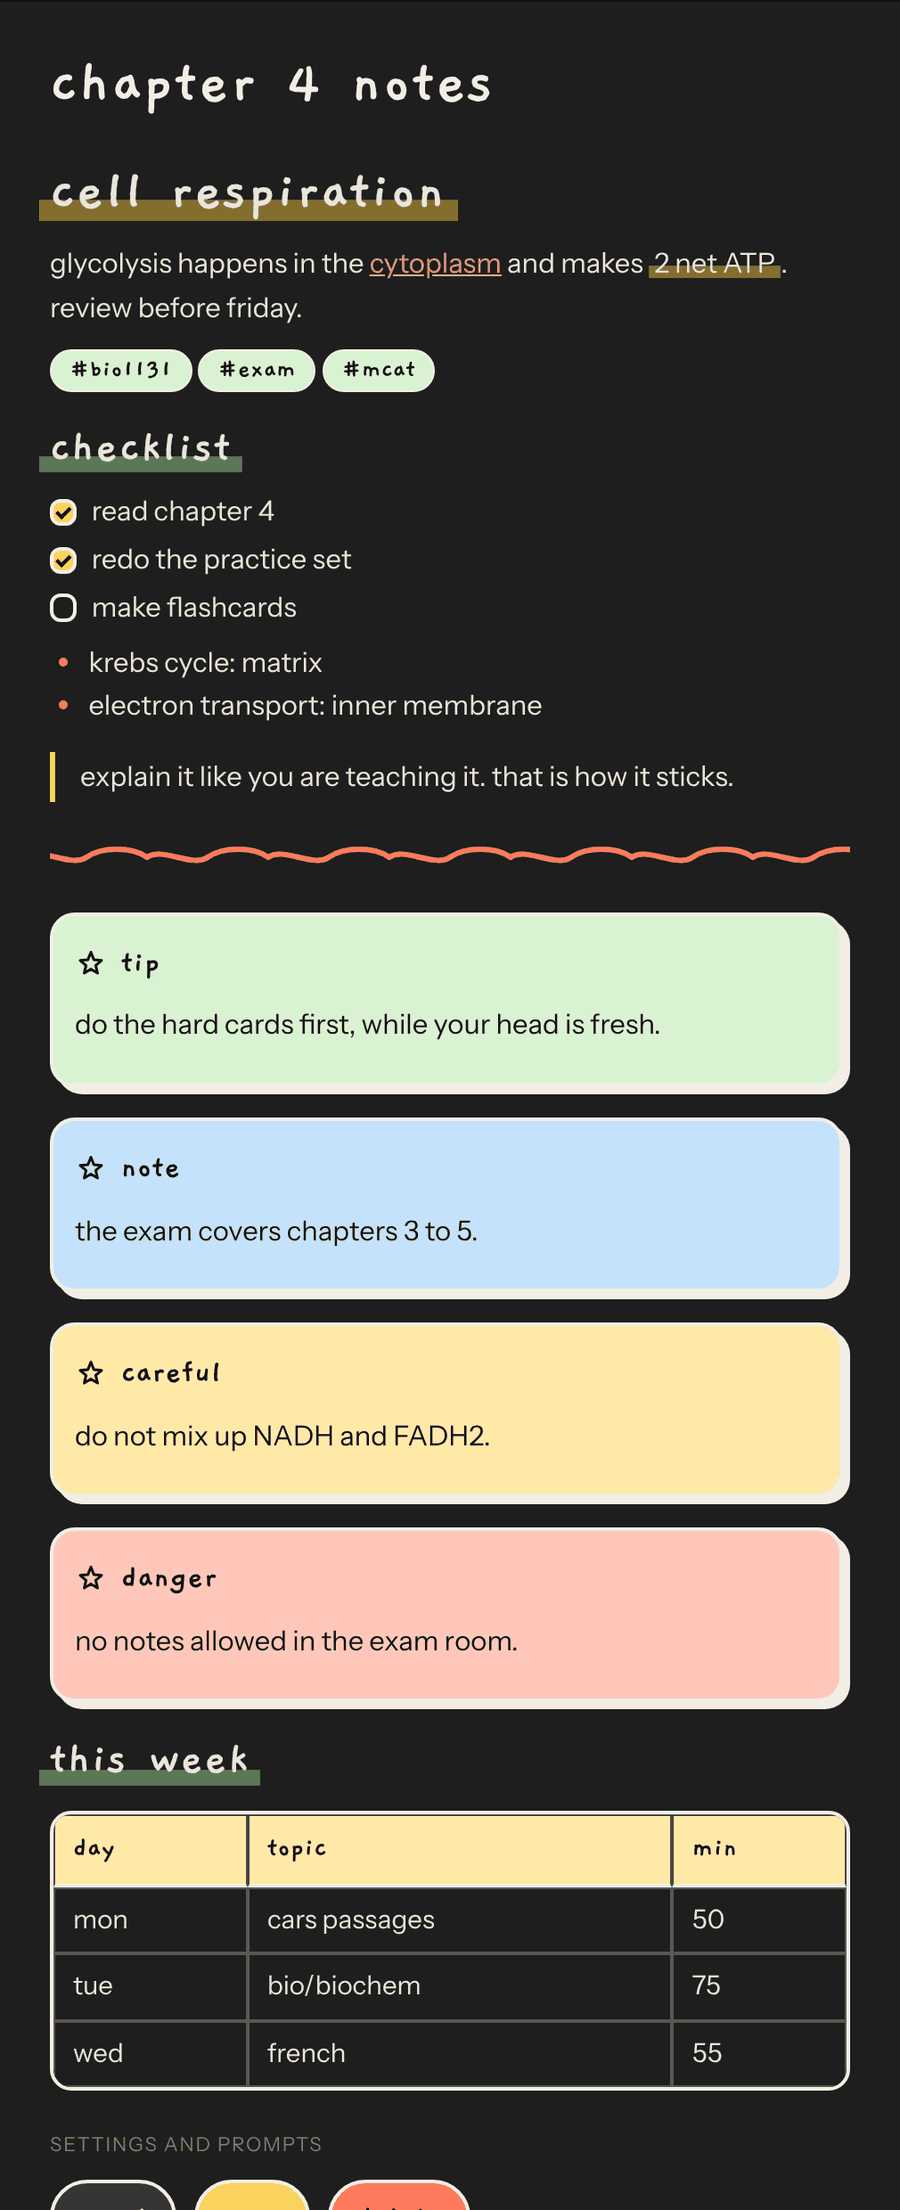 chapter 4 notes
cell respiration
glycolysis happens in the cytoplasm and makes 2 net ATP.
review before friday.
#bio1131 #exam #mcat
checklist
read chapter 4
redo the practice set
make flashcards
krebs cycle: matrix
electron transport: inner membrane
explain it like you are teaching it. that is how it sticks.
tip
do the hard cards first, while your head is fresh.
note
the exam covers chapters 3 to 5.
careful
do not mix up NADH and FADH2.
danger
no notes allowed in the exam room.
this week
day topic min
mon cars passages 50
tue bio/biochem 75
wed french 55
SETTINGS AND PROMPTS